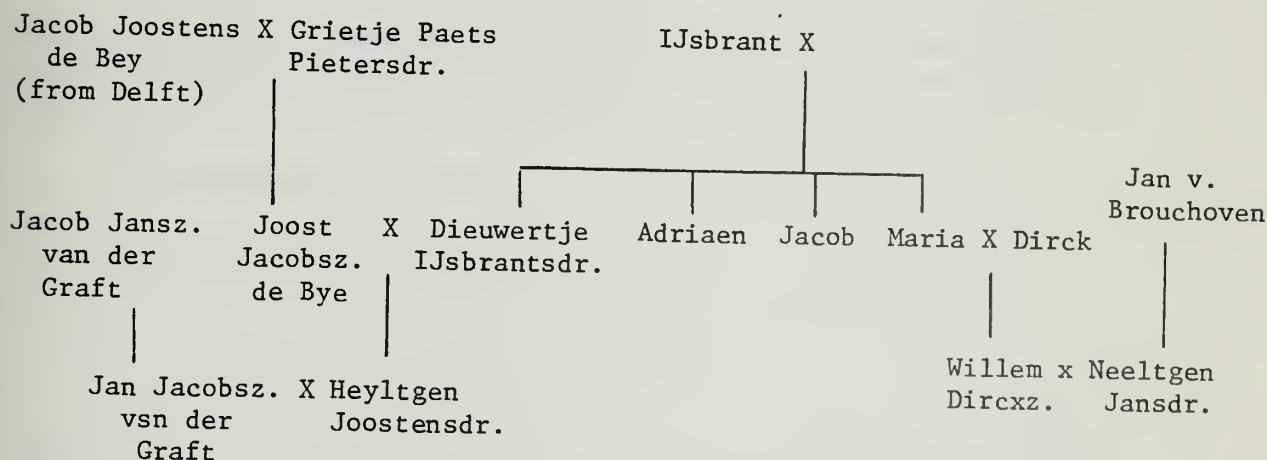 Jacob Joostens X Grietje Paets
de Bey Pietersdr.
(from Delft)
IJsbrant X
Jan v.
Brouchoven
Jacob Jansz.
van der
Graft
Joost X Dieuwertje
Jacobsz. IJsbrantsdr.
de Bye
Adriaen Jacob Maria X Dirck
Jan Jacobsz. X Heyltgen
vsn der Joostensdr.
Graft
Willem x Neeltgen
Dircxz. Jansdr.